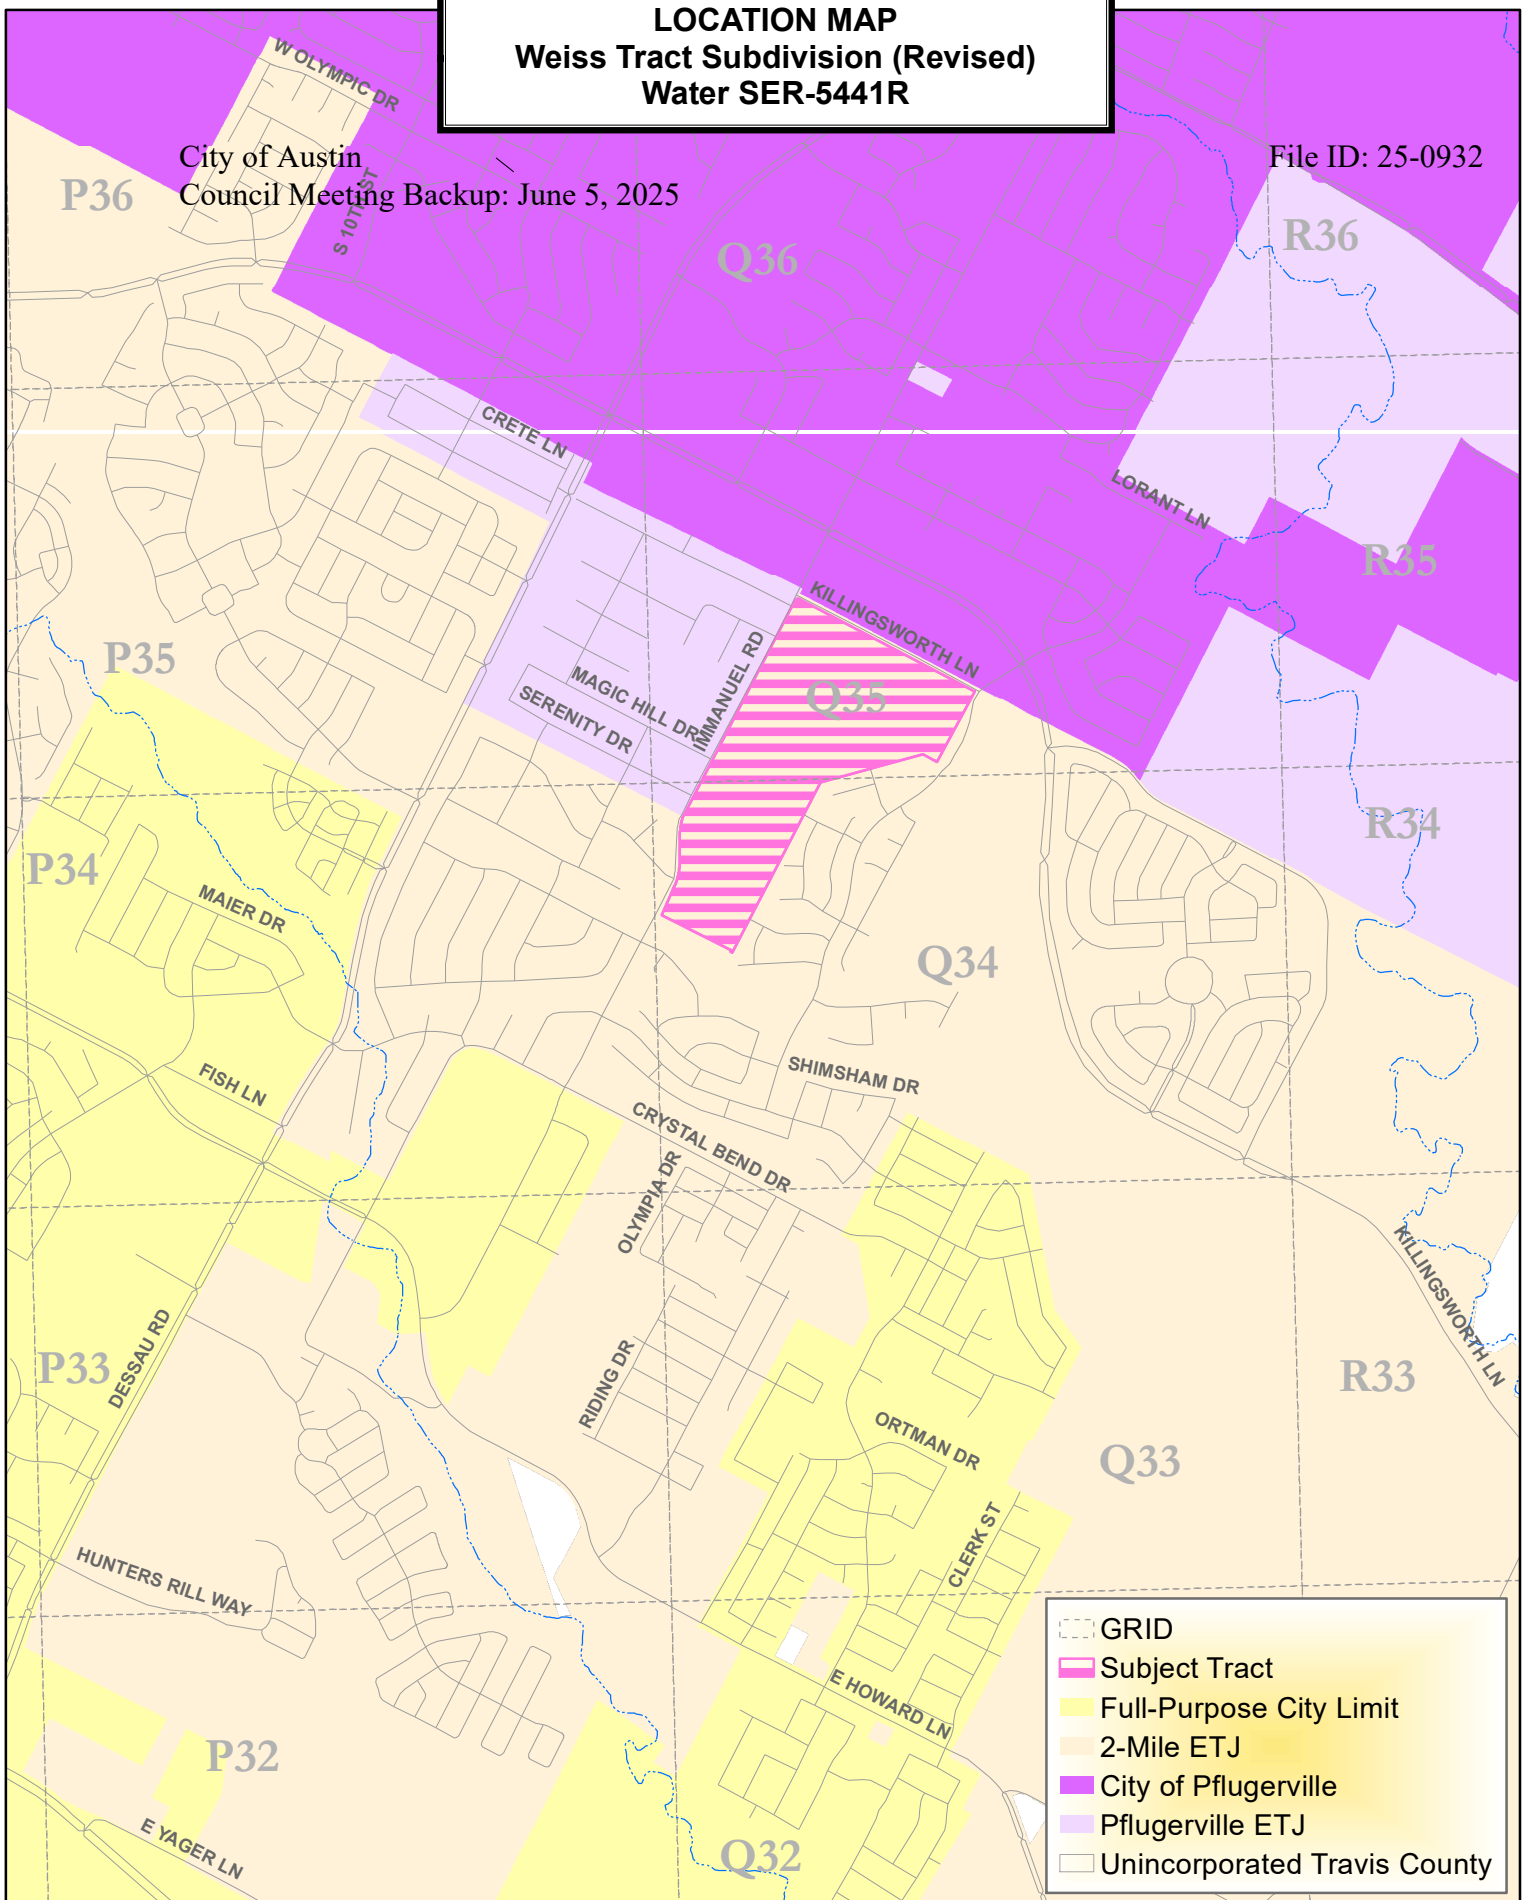 LOCATION MAP
Weiss Tract Subdivision (Revised)
Water SER-5441R
W OLYMPIC DR
City of Austin
Council Meeting Backup: June 5, 2025
File ID: 25-0932
P36
S 10TH ST
Q36
R36
CRETE LN
LORANT LN
R35
KILLINGSWORTH LN
P35
IMMANUEL RD
MAGIC HILL DR
SERENITY DR
Q35
R34
P34
MAIER DR
Q34
FISH LN
SHIMSHAM DR
CRYSTAL BEND DR
OLYMPIA DR
KILLINGSWORTH LN
DESSAU RD
P33
RIDING DR
R33
ORTMAN DR
Q33
CLERK ST
HUNTERS RILL WAY
E HOWARD LN
P32
E YAGER LN
Q32
GRID
Subject Tract
Full-Purpose City Limit
2-Mile ETJ
City of Pflugerville
Pflugerville ETJ
Unincorporated Travis County